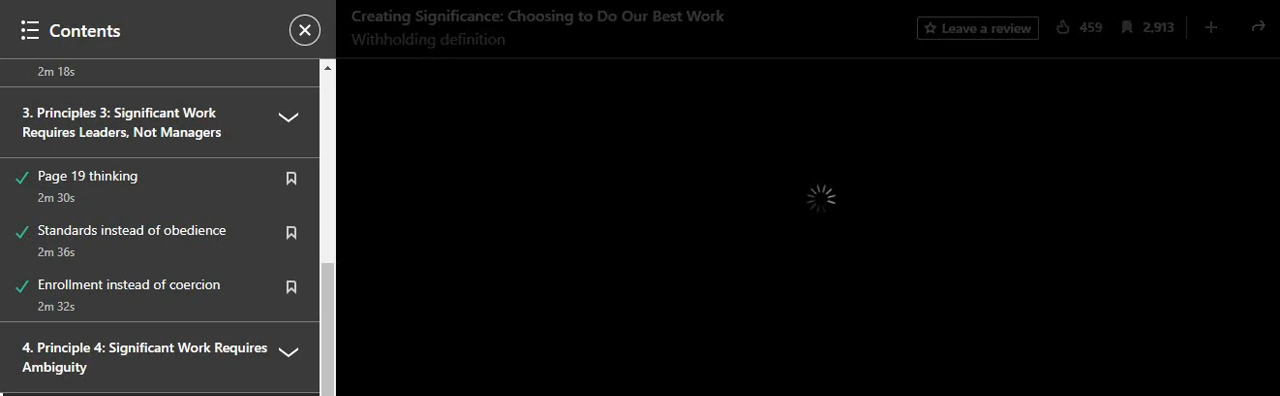 Contents
2m 18s
3. Principles 3: Significant Work
Requires Leaders, Not Managers
Page 19 thinking
2m 30s
Standards instead of obedience
2m 36s
Enrollment instead of coercion
2m 32s
4. Principle 4: Significant Work Requires
Ambiguity
Creating Significance: Choosing to Do Our Best Work
Withholding definition
Leave a review
459
2,913